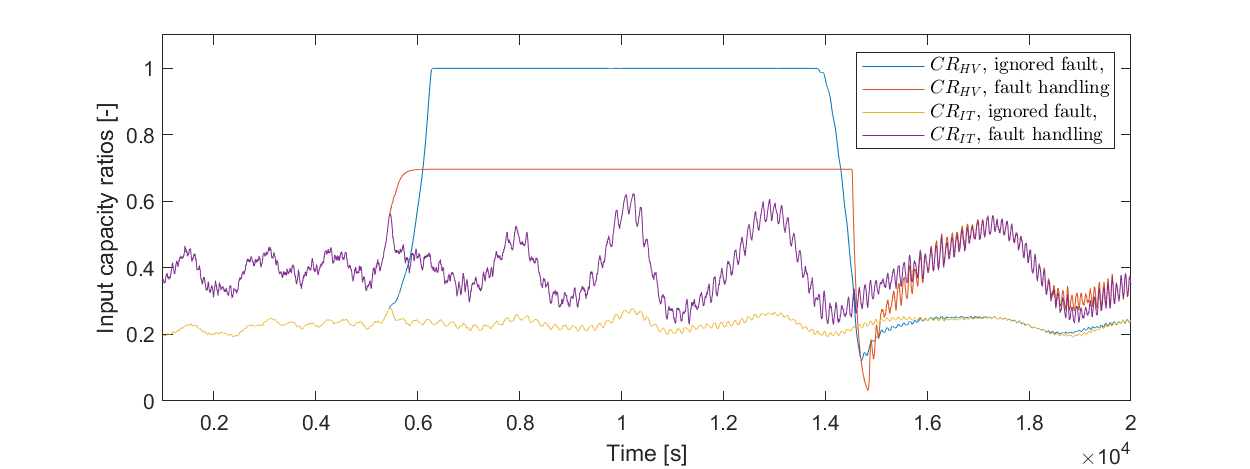 Input capacity ratios [-]
1
0.8
0.6
0.4
0.2
0
CR_HV, ignored fault,
CR_HV, fault handling
CR_IT, ignored fault,
CR_IT, fault handling
0.2 0.4 0.6 0.8 1 1.2 1.4 1.6 1.8 2
Time [s]
×10^4